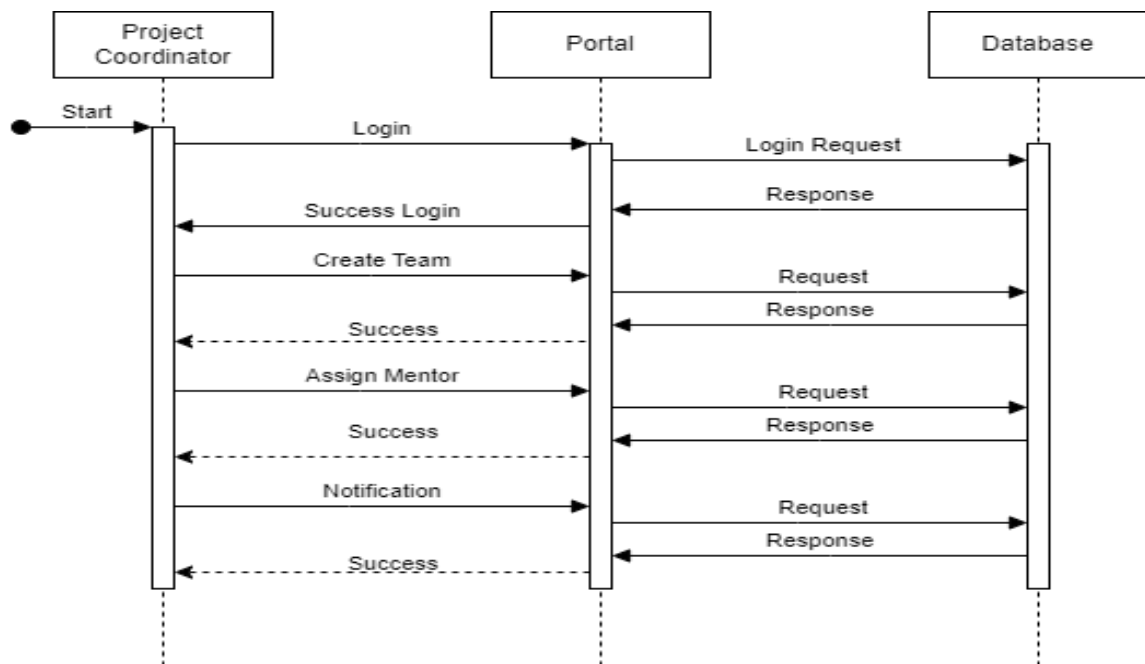 Project
Coordinator
Portal
Database
Start
Login
Login Request
Response
Success Login
Create Team
Request
Response
Success
Assign Mentor
Request
Response
Success
Notification
Request
Response
Success